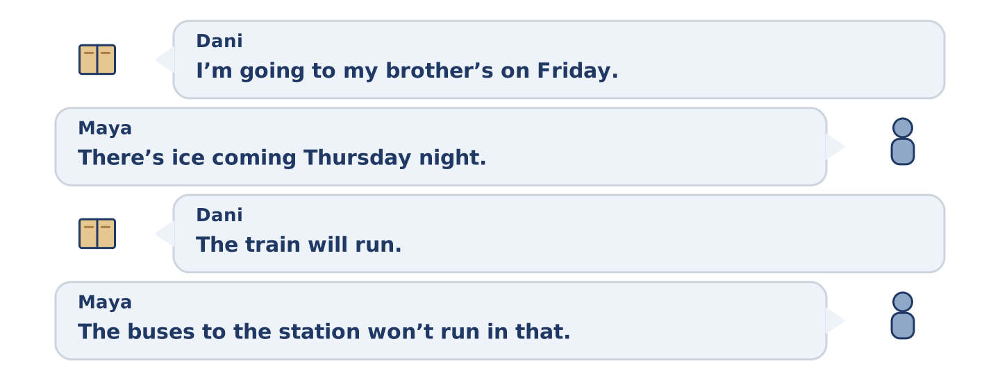 Dani
I’m going to my brother’s on Friday.
Maya
There’s ice coming Thursday night.
Dani
The train will run.
Maya
The buses to the station won’t run in that.